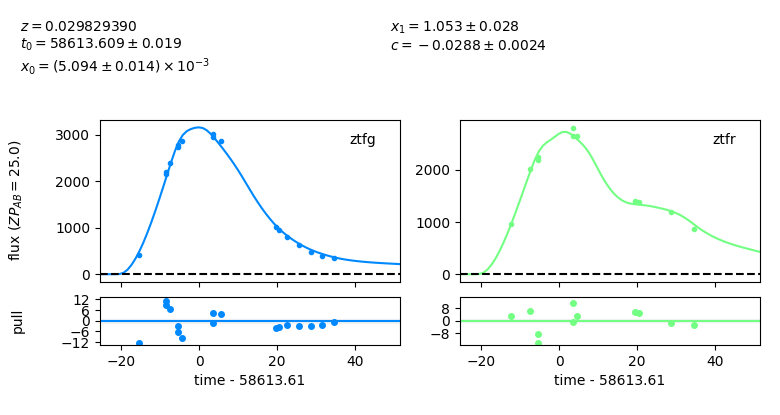 z = 0.029829390
t₀ = 58613.609 ± 0.019
x₀ = (5.094 ± 0.014) × 10⁻³
x₁ = 1.053 ± 0.028
c = −0.0288 ± 0.0024
flux (ZP_AB = 25.0)
3000
2000
1000
0
ztfg
2000
1000
0
ztfr
pull
12
6
0
−6
−12
8
0
−8
−20 0 20 40
−20 0 20 40
time - 58613.61
time - 58613.61